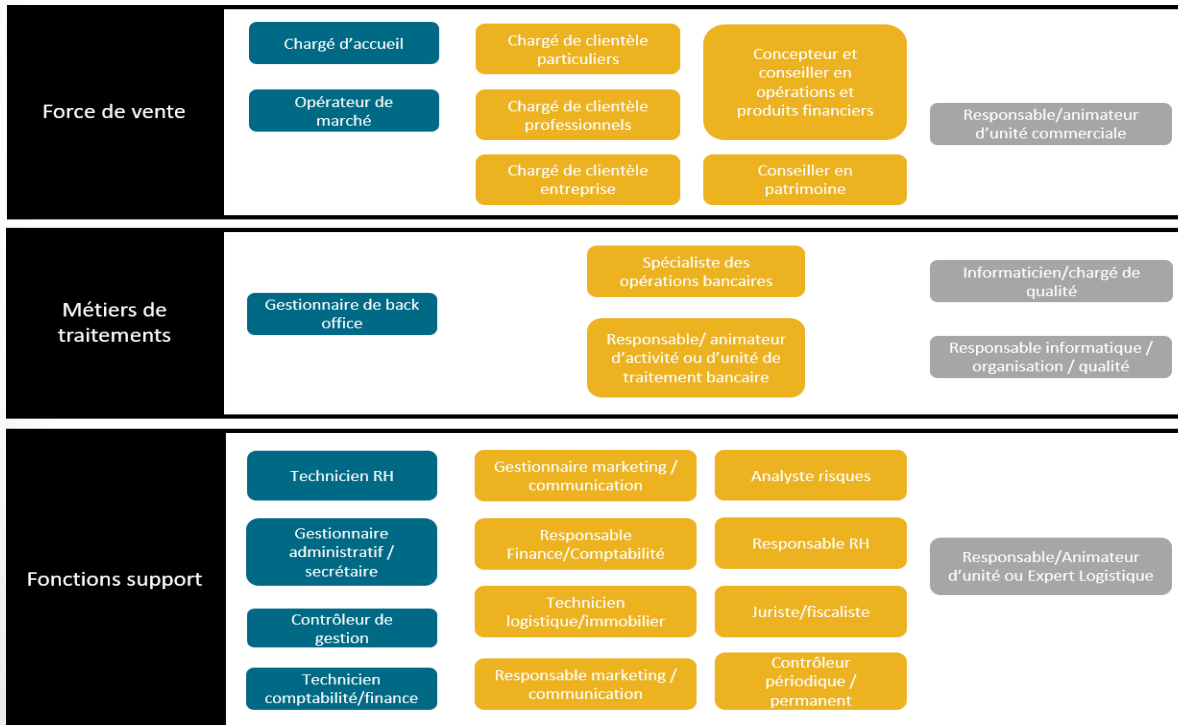 Force de vente
Chargé d’accueil
Opérateur de
marché
Chargé de clientèle
particuliers
Chargé de clientèle
professionnels
Chargé de clientèle
entreprise
Concepteur et
conseiller en
opérations et
produits financiers
Conseiller en
patrimoine
Responsable/animateur
d’unité commerciale
Métiers de
traitements
Gestionnaire de back
office
Spécialiste des
opérations bancaires
Responsable/ animateur
d’activité ou d’unité de
traitement bancaire
Informaticien/chargé de
qualité
Responsable informatique /
organisation / qualité
Fonctions support
Technicien RH
Gestionnaire
administratif /
secrétaire
Contrôleur de
gestion
Technicien
comptabilité/finance
Gestionnaire marketing /
communication
Responsable
Finance/Comptabilité
Technicien
logistique/immobilier
Responsable marketing /
communication
Analyste risques
Responsable RH
Juriste/fiscaliste
Contrôleur
périodique /
permanent
Responsable/Animateur
d’unité ou Expert Logistique